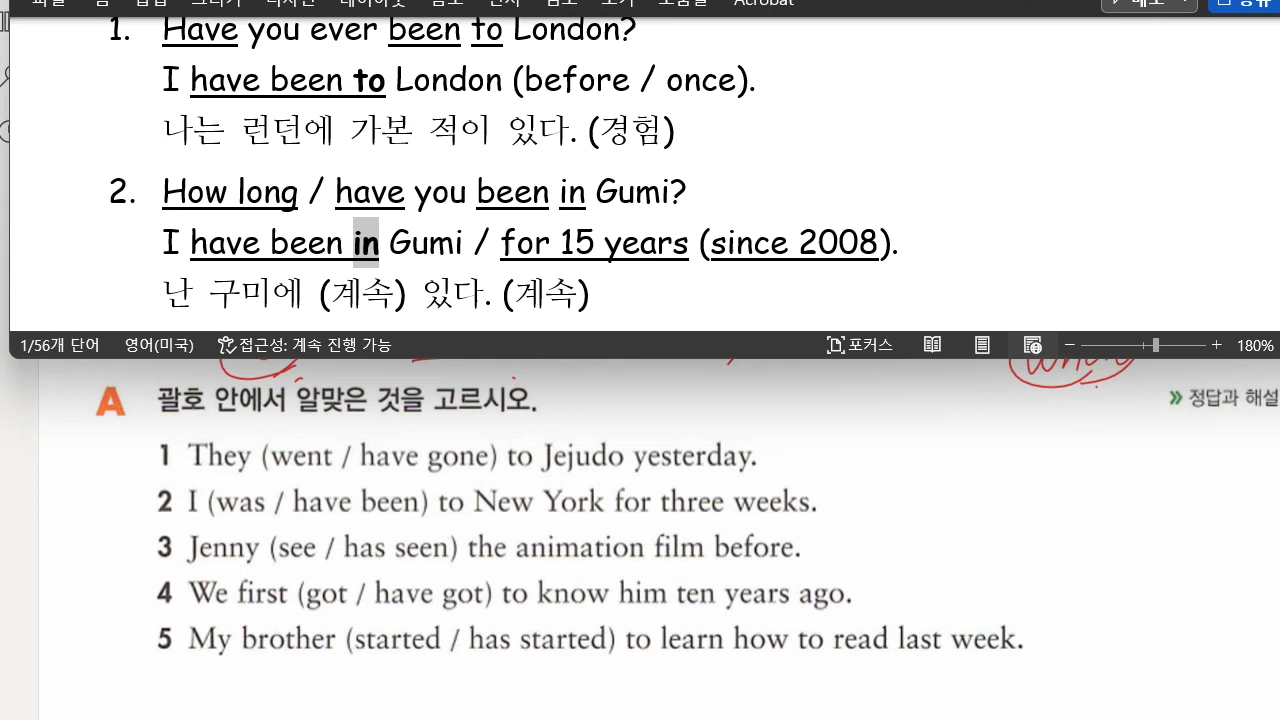 Acrobat
1. Have you ever been to London?
I have been to London (before / once).
나는 런던에 가본 적이 있다. (경험)
2. How long / have you been in Gumi?
I have been in Gumi / for 15 years (since 2008).
난 구미에 (계속) 있다. (계속)
1/56개 단어 영어(미국) 접근성: 계속 진행 가능 포커스 180%
A 괄호 안에서 알맞은 것을 고르시오. » 정답과 해설
1 They (went / have gone) to Jejudo yesterday.
2 I (was / have been) to New York for three weeks.
3 Jenny (see / has seen) the animation film before.
4 We first (got / have got) to know him ten years ago.
5 My brother (started / has started) to learn how to read last week.